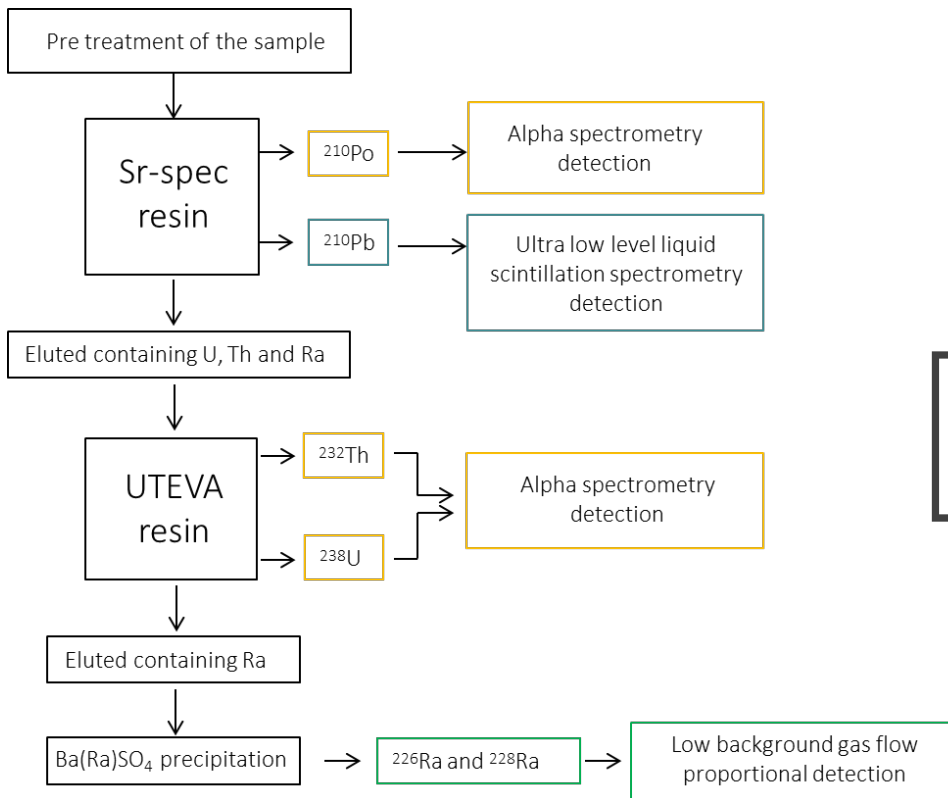 Pre treatment of the sample
Sr-spec
resin
²¹⁰Po
Alpha spectrometry
detection
²¹⁰Pb
Ultra low level liquid
scintillation spectrometry
detection
Eluted containing U, Th and Ra
UTEVA
resin
²³²Th
²³⁸U
Alpha spectrometry
detection
Eluted containing Ra
Ba(Ra)SO₄ precipitation
²²⁶Ra and ²²⁸Ra
Low background gas flow
proportional detection